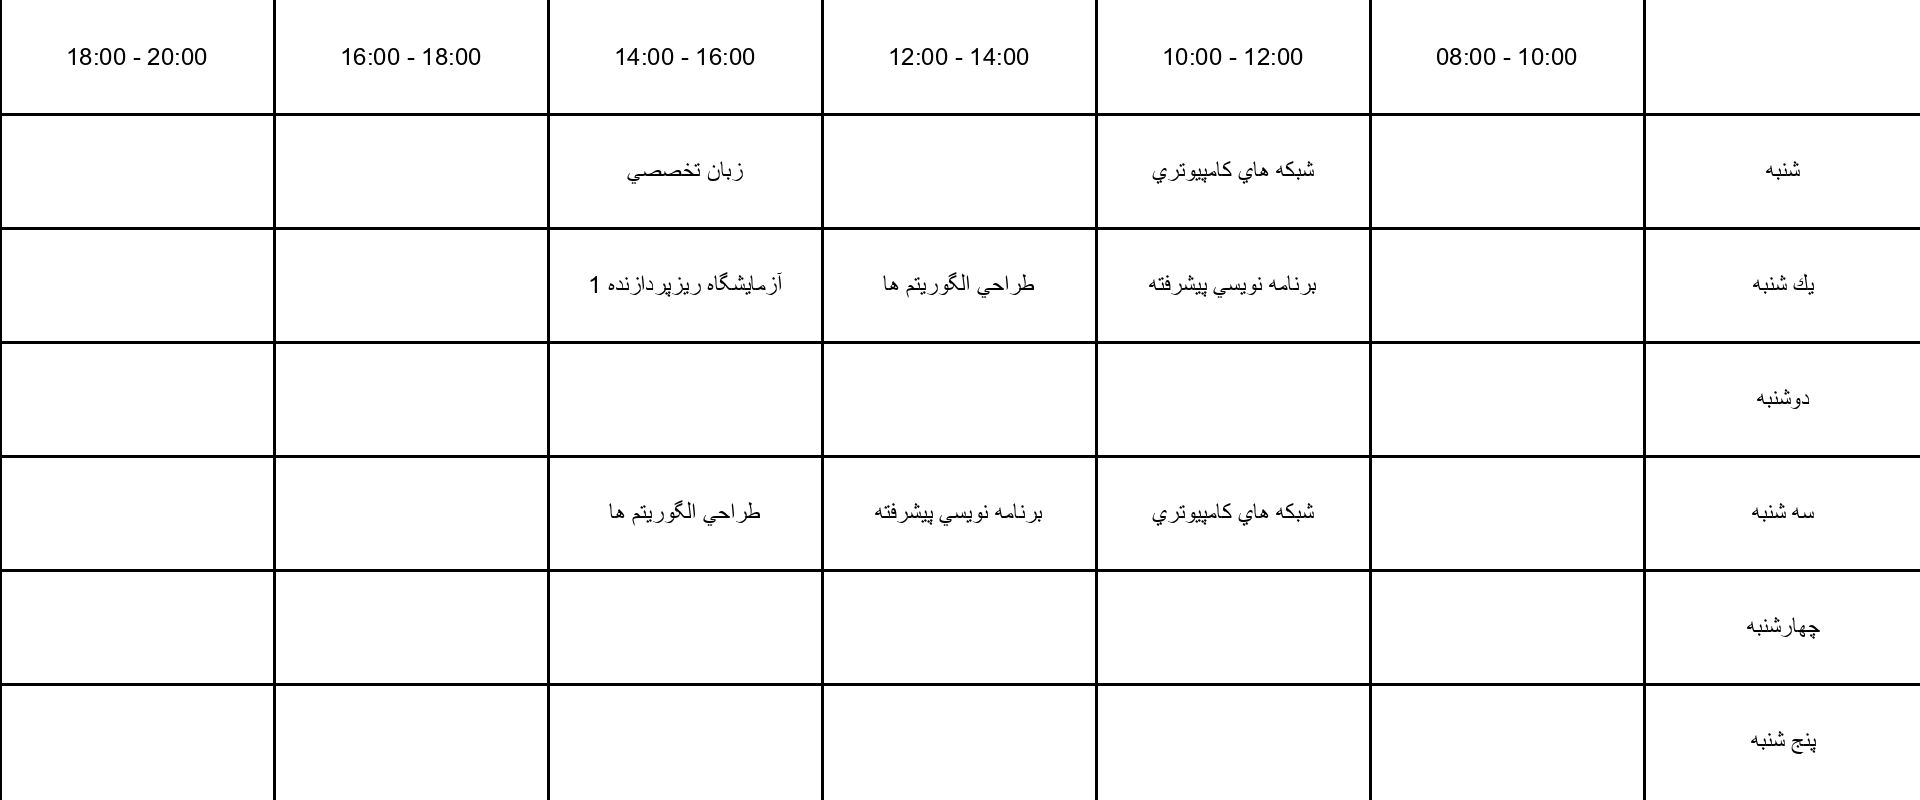 08:00 - 10:00
10:00 - 12:00
12:00 - 14:00
14:00 - 16:00
16:00 - 18:00
18:00 - 20:00
شنبه
شبكه هاي كامپيوتري
زبان تخصصي
يك شنبه
برنامه نويسي پيشرفته
طراحي الگوريتم ها
آزمايشگاه ريزپردازنده 1
دوشنبه
سه شنبه
شبكه هاي كامپيوتري
برنامه نويسي پيشرفته
طراحي الگوريتم ها
چهارشنبه
پنج شنبه